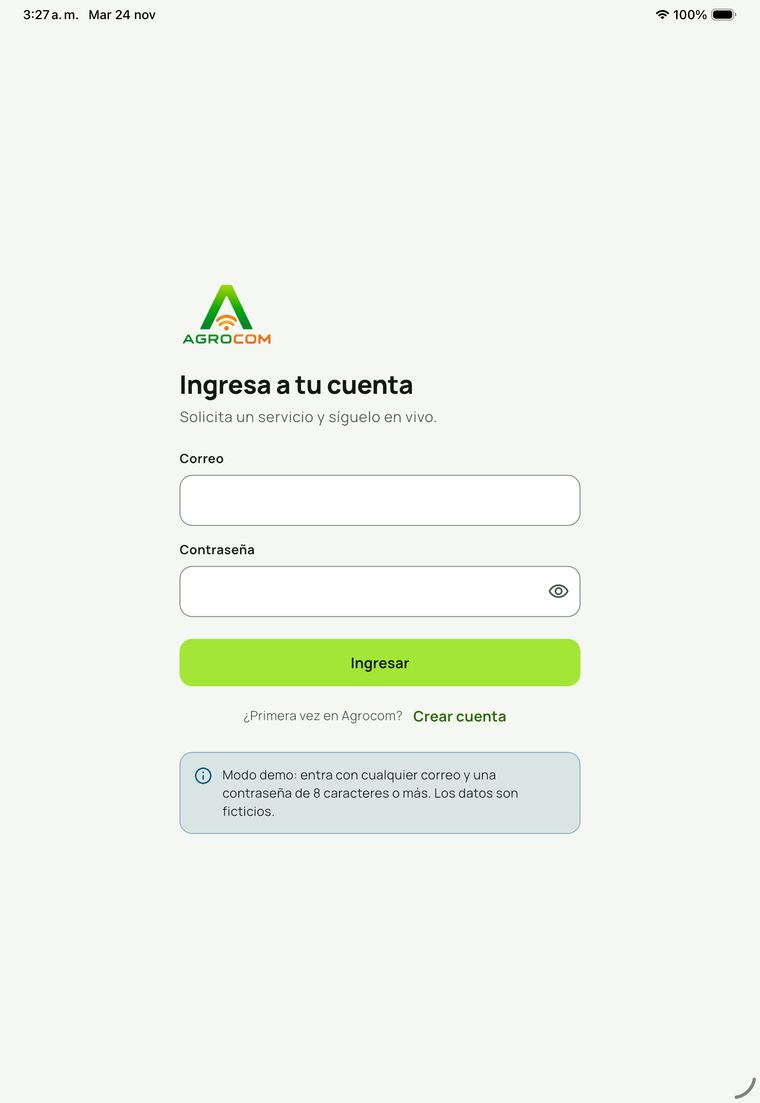 3:27 a. m. Mar 24 nov 100%
AGROCOM
Ingresa a tu cuenta
Solicita un servicio y síguelo en vivo.
Correo
Contraseña
Ingresar
¿Primera vez en Agrocom? Crear cuenta
Modo demo: entra con cualquier correo y una
contraseña de 8 caracteres o más. Los datos son
ficticios.